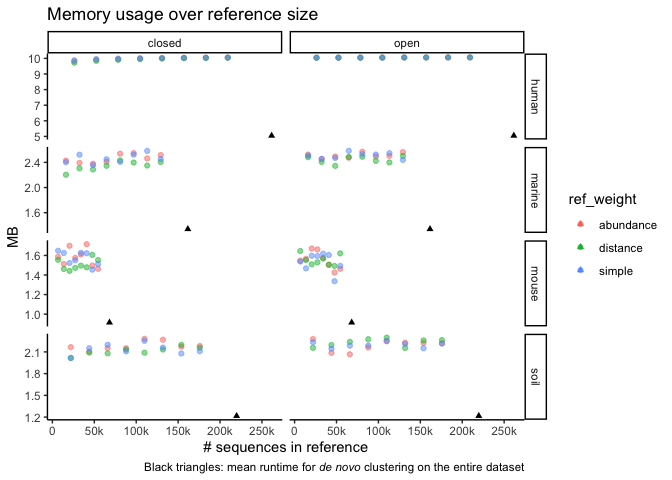 Memory usage over reference size
closed
open
10
9
8
7
6
5
human
2.4
2.0
1.6
marine
1.6
1.4
1.2
1.0
mouse
2.1
1.8
1.5
1.2
soil
MB
0 50k 100k 150k 200k 250k
0 50k 100k 150k 200k 250k
# sequences in reference
ref_weight
abundance
distance
simple
Black triangles: mean runtime for de novo clustering on the entire dataset